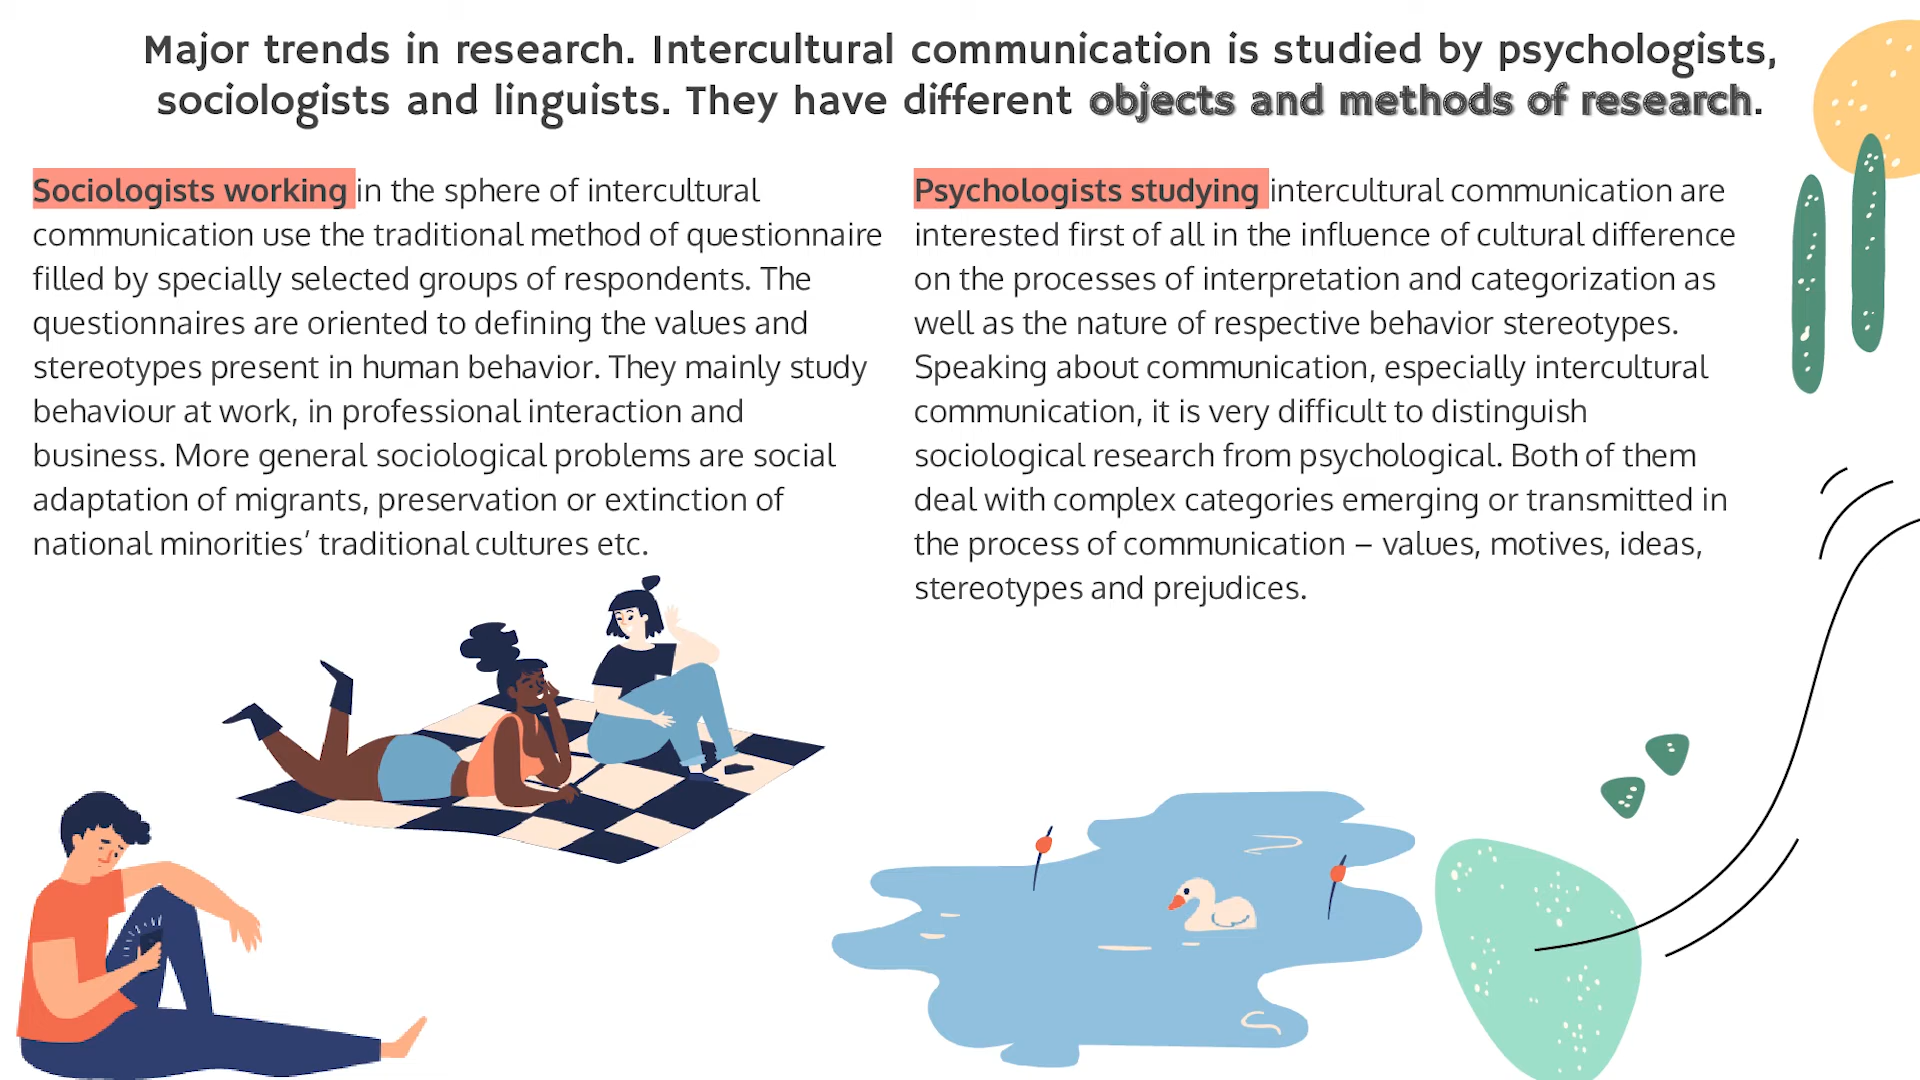 Major trends in research. Intercultural communication is studied by psychologists,
sociologists and linguists. They have different objects and methods of research.
Sociologists working in the sphere of intercultural
communication use the traditional method of questionnaire
filled by specially selected groups of respondents. The
questionnaires are oriented to defining the values and
stereotypes present in human behavior. They mainly study
behaviour at work, in professional interaction and
business. More general sociological problems are social
adaptation of migrants, preservation or extinction of
national minorities’ traditional cultures etc.
Psychologists studying intercultural communication are
interested first of all in the influence of cultural difference
on the processes of interpretation and categorization as
well as the nature of respective behavior stereotypes.
Speaking about communication, especially intercultural
communication, it is very difficult to distinguish
sociological research from psychological. Both of them
deal with complex categories emerging or transmitted in
the process of communication – values, motives, ideas,
stereotypes and prejudices.